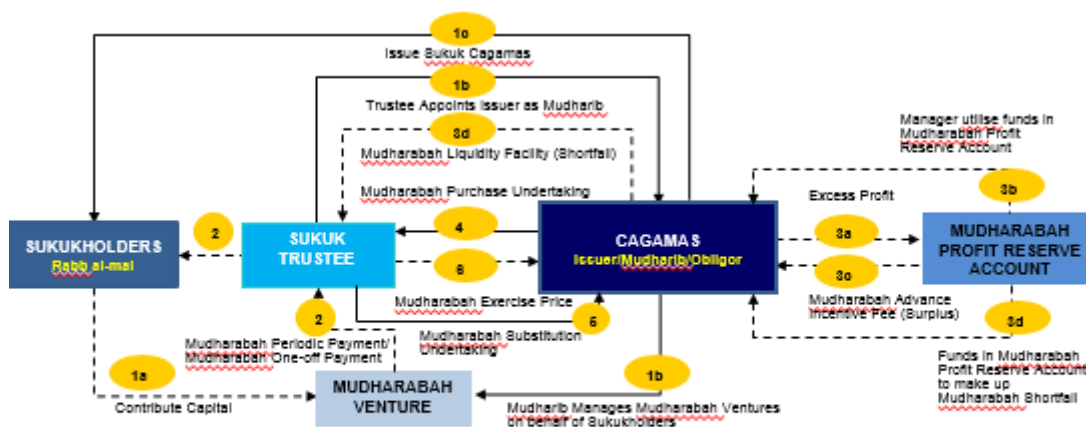 1c
Issue Sukuk Cagamas
1b
Trustee Appoints Issuer as Mudharib
3d
Mudharabah Liquidity Facility (Shortfall)
Mudharabah Purchase Undertaking
Manager utilise funds in
Mudharabah Profit
Reserve Account
3b
Excess Profit
SUKUKHOLDERS
Rabb al-mal
2
SUKUK
TRUSTEE
4
6
CAGAMAS
Issuer/Mudharib/Obligor
3a
3c
MUDHARABAH
PROFIT RESERVE
ACCOUNT
Mudharabah Exercise Price
Mudharabah Advance
Incentive Fee (Surplus)
3d
2
5
Mudharabah Substitution
Undertaking
Mudharabah Periodic Payment/
Mudharabah One-off Payment
1a
Contribute Capital
MUDHARABAH
VENTURE
1b
Mudharib Manages Mudharabah Ventures
on behalf of Sukukholders
Funds in Mudharabah
Profit Reserve Account
to make up
Mudharabah Shortfall